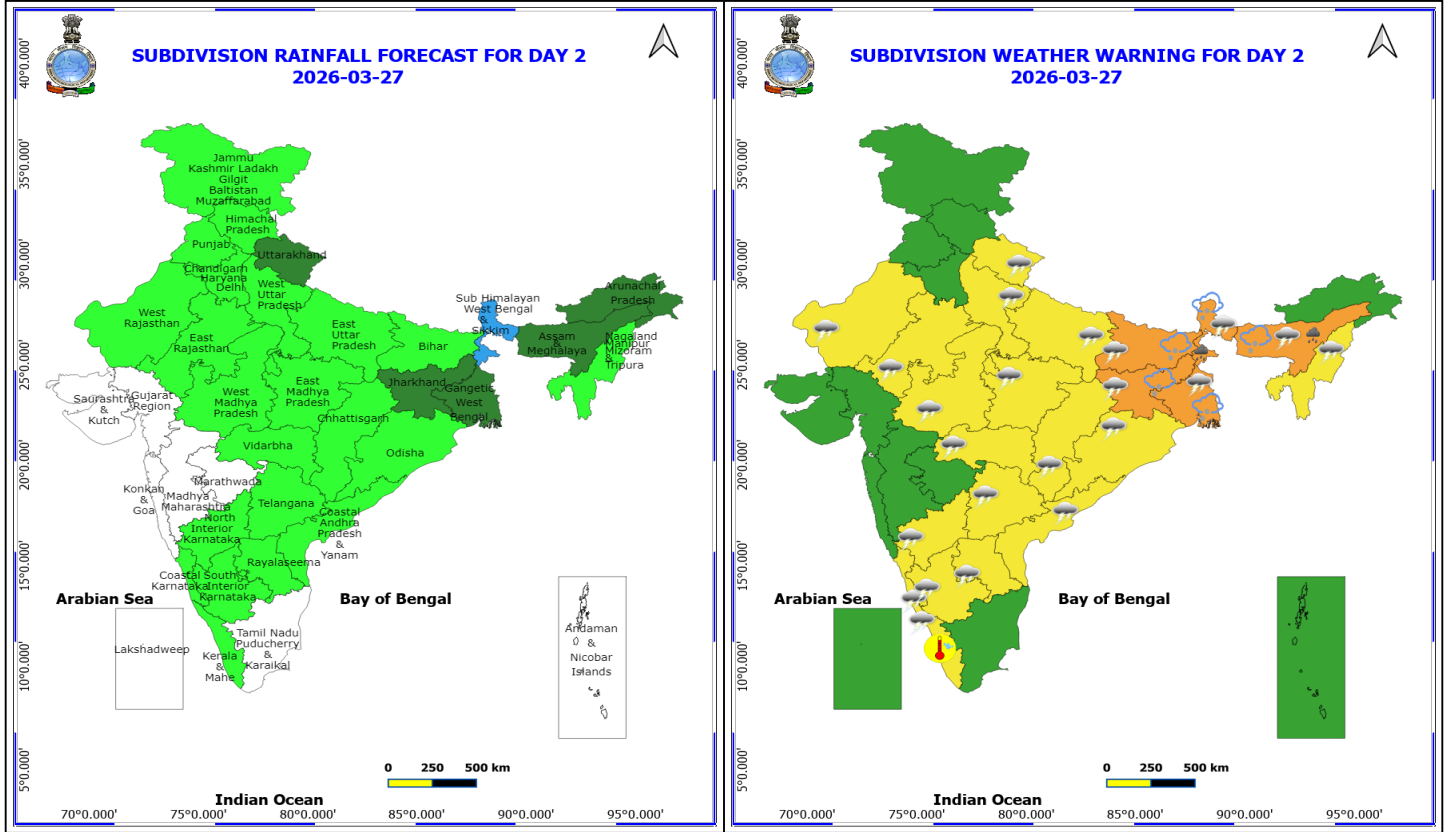 SUBDIVISION RAINFALL FORECAST FOR DAY 2
2026-03-27
40°0.000'
35°0.000'
30°0.000'
25°0.000'
20°0.000'
15°0.000'
10°0.000'
5°0.000'
Jammu
Kashmir Ladakh
Gilgit
Baltistan
Muzaffarabad
Himachal
Pradesh
Punjab
Uttarakhand
Chandigarh
Haryana
Delhi
West
Uttar
Pradesh
West
Rajasthan
East
Rajasthan
East
Uttar
Pradesh
Bihar
Sub Himalayan
West Bengal
&
Sikkim
Arunachal
Pradesh
Assam
&
Meghalaya
Nagaland
Manipur
Mizoram
&
Tripura
Jharkhand
Gangetic
West
Bengal
Saurashtra
&
Kutch
Gujarat
Region
West
Madhya
Pradesh
East
Madhya
Pradesh
Chhattisgarh
Vidarbha
Odisha
Konkan
&
Goa
Madhya
Maharashtra
Marathwada
Telangana
North
Interior
Karnataka
Coastal
Andhra
Pradesh
&
Yanam
Rayalaseema
Coastal
Karnataka
South
Interior
Karnataka
Arabian Sea
Bay of Bengal
Lakshadweep
Kerala
&
Mahe
Tamil Nadu
Puducherry
&
Karaikal
Andaman
&
Nicobar
Islands
0 250 500 km
Indian Ocean
70°0.000' 75°0.000' 80°0.000' 85°0.000' 90°0.000' 95°0.000'
SUBDIVISION WEATHER WARNING FOR DAY 2
2026-03-27
40°0.000'
35°0.000'
30°0.000'
25°0.000'
20°0.000'
15°0.000'
10°0.000'
5°0.000'
Arabian Sea
Bay of Bengal
0 250 500 km
Indian Ocean
70°0.000' 75°0.000' 80°0.000' 85°0.000' 90°0.000' 95°0.000'